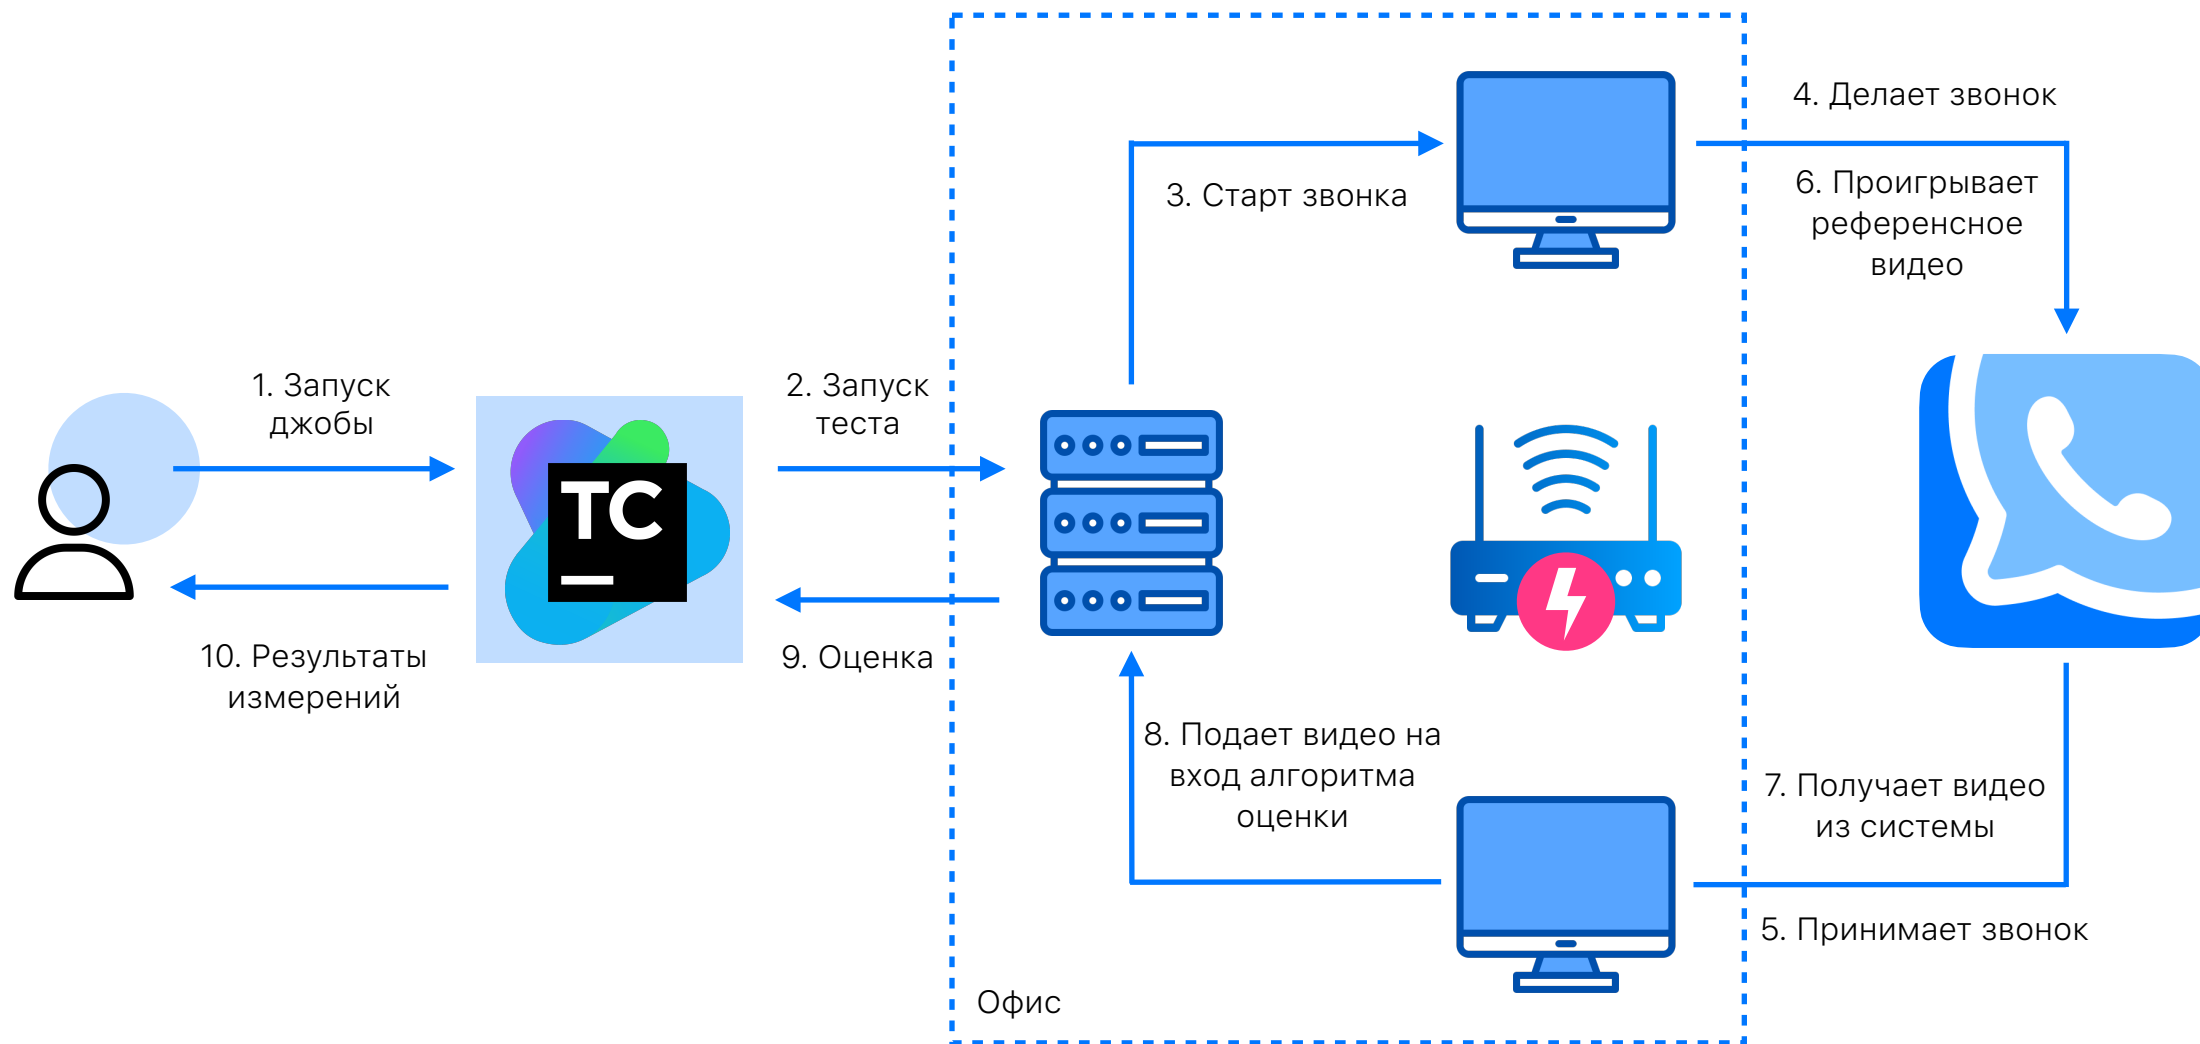 1. Запуск
джобы
TC
2. Запуск
теста
3. Старт звонка
4. Делает звонок
5. Принимает звонок
6. Проигрывает
референсное
видео
7. Получает видео
из системы
8. Подает видео на
вход алгоритма
оценки
9. Оценка
10. Результаты
измерений
Офис